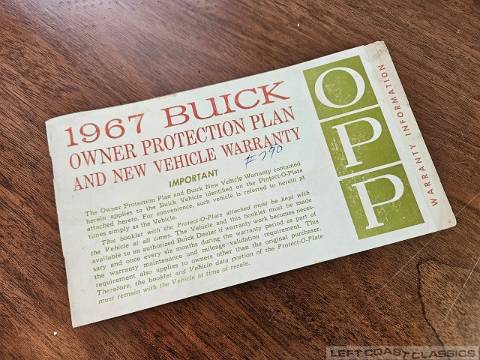 1967 BUICK
OWNER PROTECTION PLAN
AND NEW VEHICLE WARRANTY
#790
IMPORTANT
The Owner Protection Plan and Buick New Vehicle Warranty contained
herein applies to the Buick Vehicle identified on the Protect-O-Plate
attached herein. For convenience, such vehicle is referred to herein at
times simply as the Vehicle.
This booklet with Protect-O-Plate attached must be kept with
the Vehicle at all times. The Vehicle and this booklet must be made
available to an authorized Buick Dealer if warranty work becomes neces-
sary and once every six months during the warranty period as part of
the warranty maintenance and mileage validation requirement. This
requirement also applies to owners other than the original purchaser.
Therefore, the booklet and Vehicle data portion of the Protect-O-Plate
must remain with the Vehicle at time of resale.
O
P
P
WARRANTY INFORMATION
LEFT COAST CLASSICS